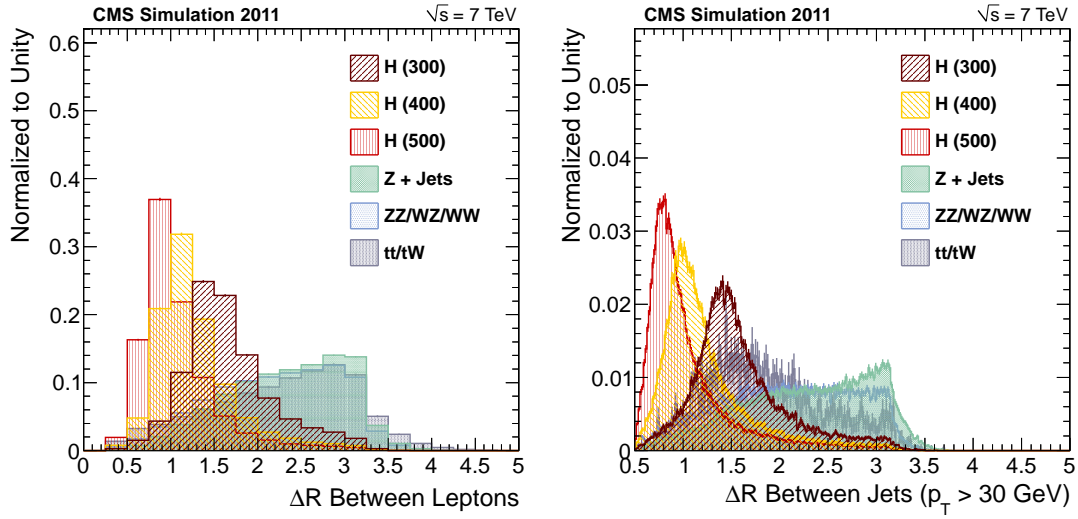 CMS Simulation 2011
√s = 7 TeV
Normalized to Unity
0.6
0.5
0.4
0.3
0.2
0.1
0
H (300)
H (400)
H (500)
Z + Jets
ZZ/WZ/WW
tt/tW
0 0.5 1 1.5 2 2.5 3 3.5 4 4.5 5
ΔR Between Leptons
CMS Simulation 2011
√s = 7 TeV
Normalized to Unity
0.05
0.04
0.03
0.02
0.01
0
H (300)
H (400)
H (500)
Z + Jets
ZZ/WZ/WW
tt/tW
0.5 1 1.5 2 2.5 3 3.5 4 4.5 5
ΔR Between Jets (p_T > 30 GeV)